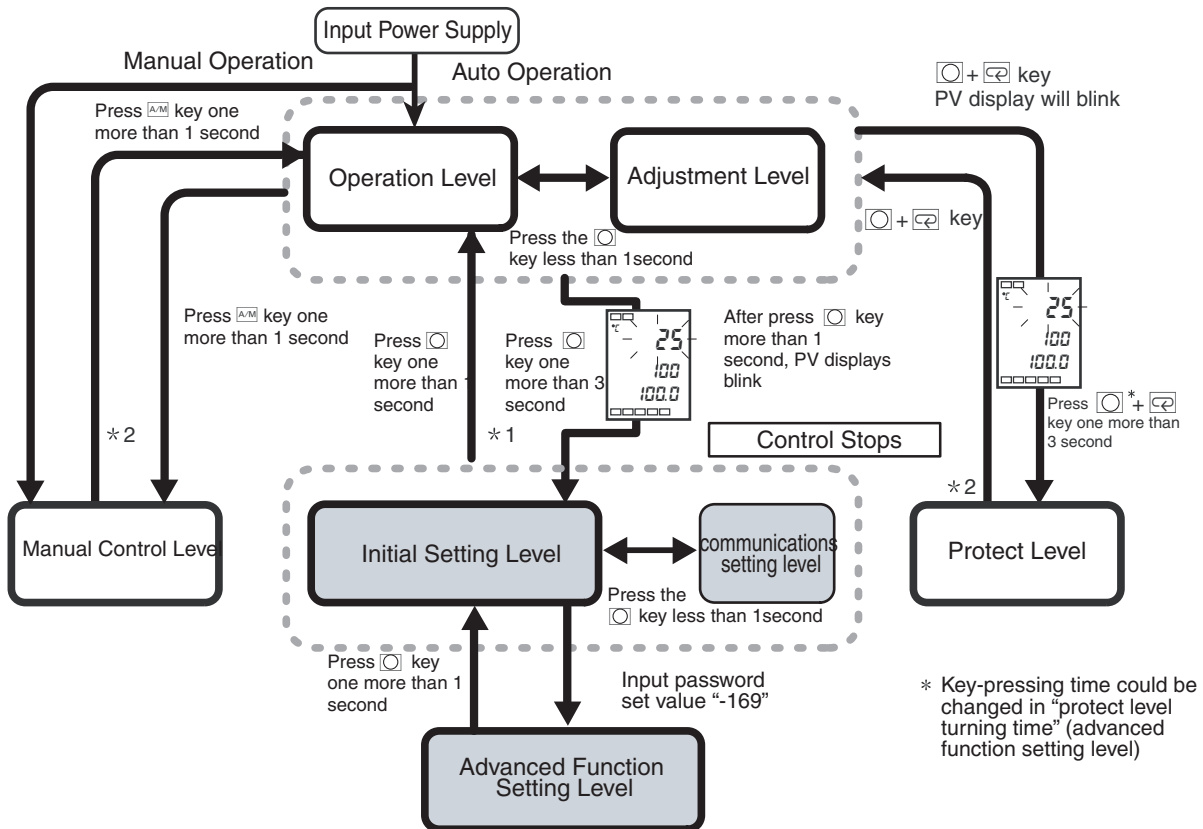 Input Power Supply
Manual Operation
Auto Operation
+ key
PV display will blink
Press A/M key one
more than 1 second
Operation Level
Adjustment Level
+ key
Press the
key less than 1second
Press A/M key one
more than 1 second
Press
key one
more than 1
second
Press
key one
more than 3
second
°C
25
100
100.0
After press key
more than 1
second, PV displays
blink
°C
25
100
100.0
Press * +
key one more than
3 second
*2
*1
Control Stops
*2
Manual Control Level
Initial Setting Level
communications
setting level
Protect Level
Press the
key less than 1second
Press key
one more than 1
second
Input password
set value “-169”
* Key-pressing time could be
changed in “protect level
turning time” (advanced
function setting level)
Advanced Function
Setting Level